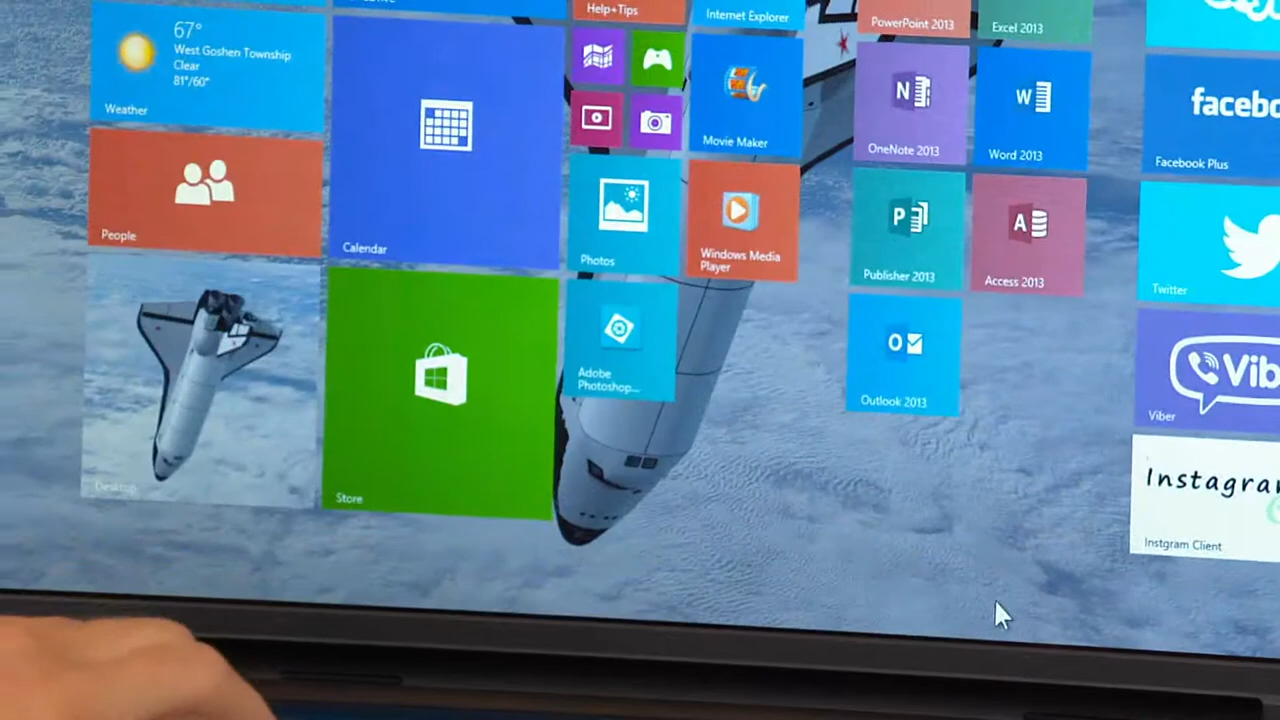 67°
West Goshen Township
Clear
81°/60°
Weather
People
Desktop
Calendar
Store
Help+Tips
Internet Explorer
Movie Maker
Photos
Windows Media
Player
Adobe
Photoshop...
PowerPoint 2013
Excel 2013
N
OneNote 2013
W
Word 2013
P
Publisher 2013
A
Access 2013
O
Outlook 2013
facebo
Facebook Plus
Twitter
Vib
Viber
Instagram
Instgram Client